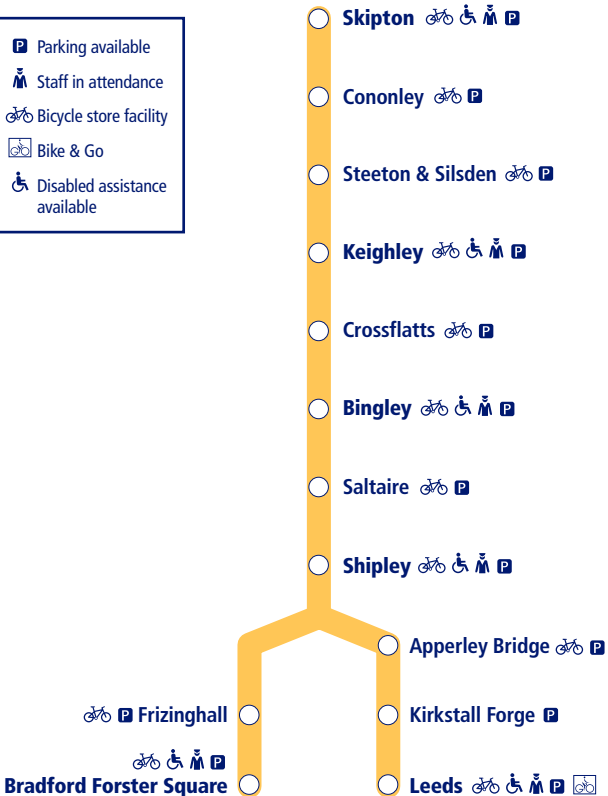 Parking available
Staff in attendance
Bicycle store facility
Bike & Go
Disabled assistance
available
Skipton P
Cononley P
Steeton & Silsden P
Keighley P
Crossflatts P
Bingley P
Saltaire P
Shipley P
Apperley Bridge P
P Frizinghall
Kirkstall Forge P
P
Bradford Forster Square
Leeds P